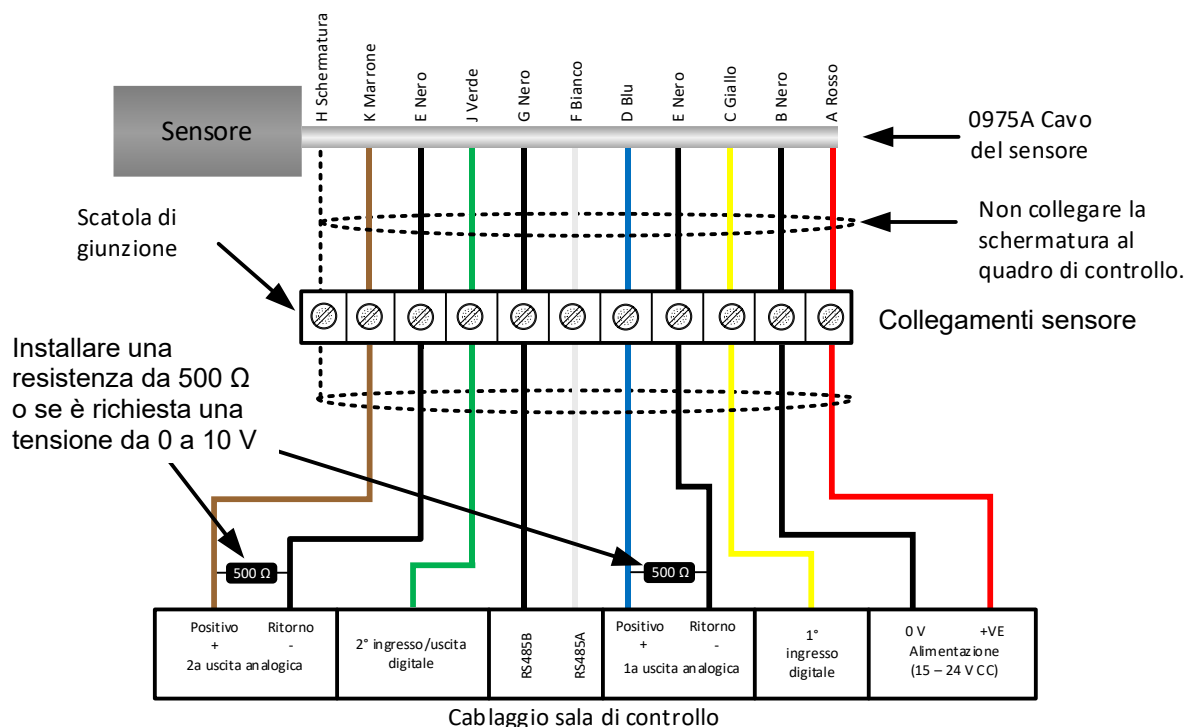 H Schermatura
K Marrone
E Nero
J Verde
G Nero
F Bianco
D Blu
E Nero
C Giallo
B Nero
A Rosso
Sensore
0975A Cavo
del sensore
Scatola di
giunzione
Non collegare la
schermatura al
quadro di controllo.
Collegamenti sensore
Installare una
resistenza da 500 Ω
o se è richiesta una
tensione da 0 a 10 V
500 Ω
500 Ω
Positivo
+
Ritorno
-
2a uscita analogica
2° ingresso/uscita
digitale
RS485B
RS485A
Positivo
+
Ritorno
-
1a uscita analogica
1°
ingresso
digitale
0 V
+VE
Alimentazione
(15 – 24 V CC)
Cablaggio sala di controllo